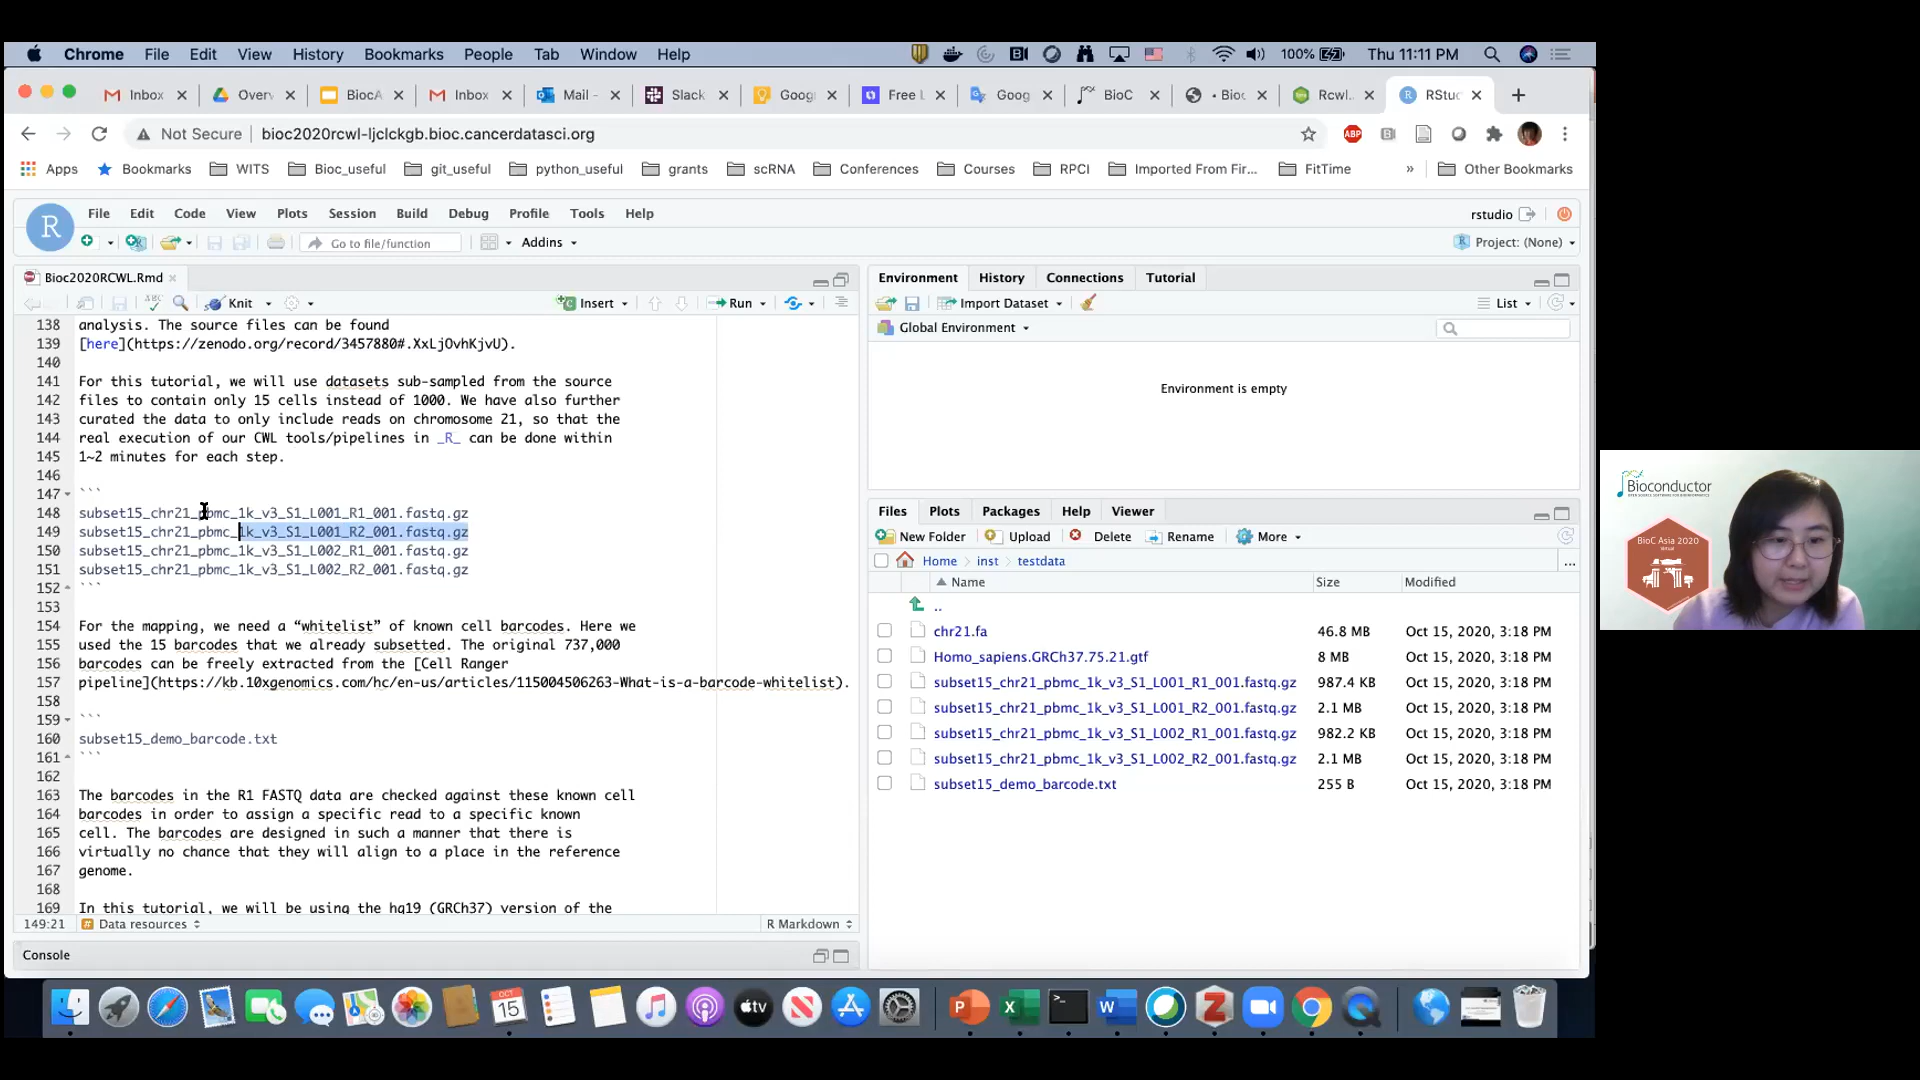 Chrome File Edit View History Bookmarks People Tab Window Help 100% Thu 11:11 PM
Inbox Overv BiocA Inbox Mail - Slack Goog Free L Goog BioC • Bioc Rcwl. RStuc
Not Secure bioc2020rcwl-ljclckgb.bioc.cancerdatasci.org ABP
Apps Bookmarks WITS Bioc_useful git_useful python_useful grants scRNA Conferences Courses RPCI Imported From Fir... FitTime » Other Bookmarks
R File Edit Code View Plots Session Build Debug Profile Tools Help rstudio
Go to file/function Addins Project: (None)
Bioc2020RCWL.Rmd
ABC Knit Insert Run
138 analysis. The source files can be found
139 [here](https://zenodo.org/record/3457880#.XxLjOvhKjvU).
140
141 For this tutorial, we will use datasets sub-sampled from the source
142 files to contain only 15 cells instead of 1000. We have also further
143 curated the data to only include reads on chromosome 21, so that the
144 real execution of our CWL tools/pipelines in _R_ can be done within
145 1~2 minutes for each step.
146
147 ```
148 subset15_chr21_pbmc_1k_v3_S1_L001_R1_001.fastq.gz
149 subset15_chr21_pbmc_1k_v3_S1_L001_R2_001.fastq.gz
150 subset15_chr21_pbmc_1k_v3_S1_L002_R1_001.fastq.gz
151 subset15_chr21_pbmc_1k_v3_S1_L002_R2_001.fastq.gz
152 ```
153
154 For the mapping, we need a “whitelist” of known cell barcodes. Here we
155 used the 15 barcodes that we already subsetted. The original 737,000
156 barcodes can be freely extracted from the [Cell Ranger
157 pipeline](https://kb.10xgenomics.com/hc/en-us/articles/115004506263-What-is-a-barcode-whitelist).
158
159 ```
160 subset15_demo_barcode.txt
161 ```
162
163 The barcodes in the R1 FASTQ data are checked against these known cell
164 barcodes in order to assign a specific read to a specific known
165 cell. The barcodes are designed in such a manner that there is
166 virtually no chance that they will align to a place in the reference
167 genome.
168
169 In this tutorial, we will be using the hg19 (GRCh37) version of the
149:21 Data resources R Markdown
Console
Environment History Connections Tutorial
Import Dataset List
Global Environment
Environment is empty
Files Plots Packages Help Viewer
New Folder Upload Delete Rename More
Home inst testdata ...
Name Size Modified
..
chr21.fa 46.8 MB Oct 15, 2020, 3:18 PM
Homo_sapiens.GRCh37.75.21.gtf 8 MB Oct 15, 2020, 3:18 PM
subset15_chr21_pbmc_1k_v3_S1_L001_R1_001.fastq.gz 987.4 KB Oct 15, 2020, 3:18 PM
subset15_chr21_pbmc_1k_v3_S1_L001_R2_001.fastq.gz 2.1 MB Oct 15, 2020, 3:18 PM
subset15_chr21_pbmc_1k_v3_S1_L002_R1_001.fastq.gz 982.2 KB Oct 15, 2020, 3:18 PM
subset15_chr21_pbmc_1k_v3_S1_L002_R2_001.fastq.gz 2.1 MB Oct 15, 2020, 3:18 PM
subset15_demo_barcode.txt 255 B Oct 15, 2020, 3:18 PM
Bioconductor
BioC Asia 2020
Virtual
OCT
15
tv